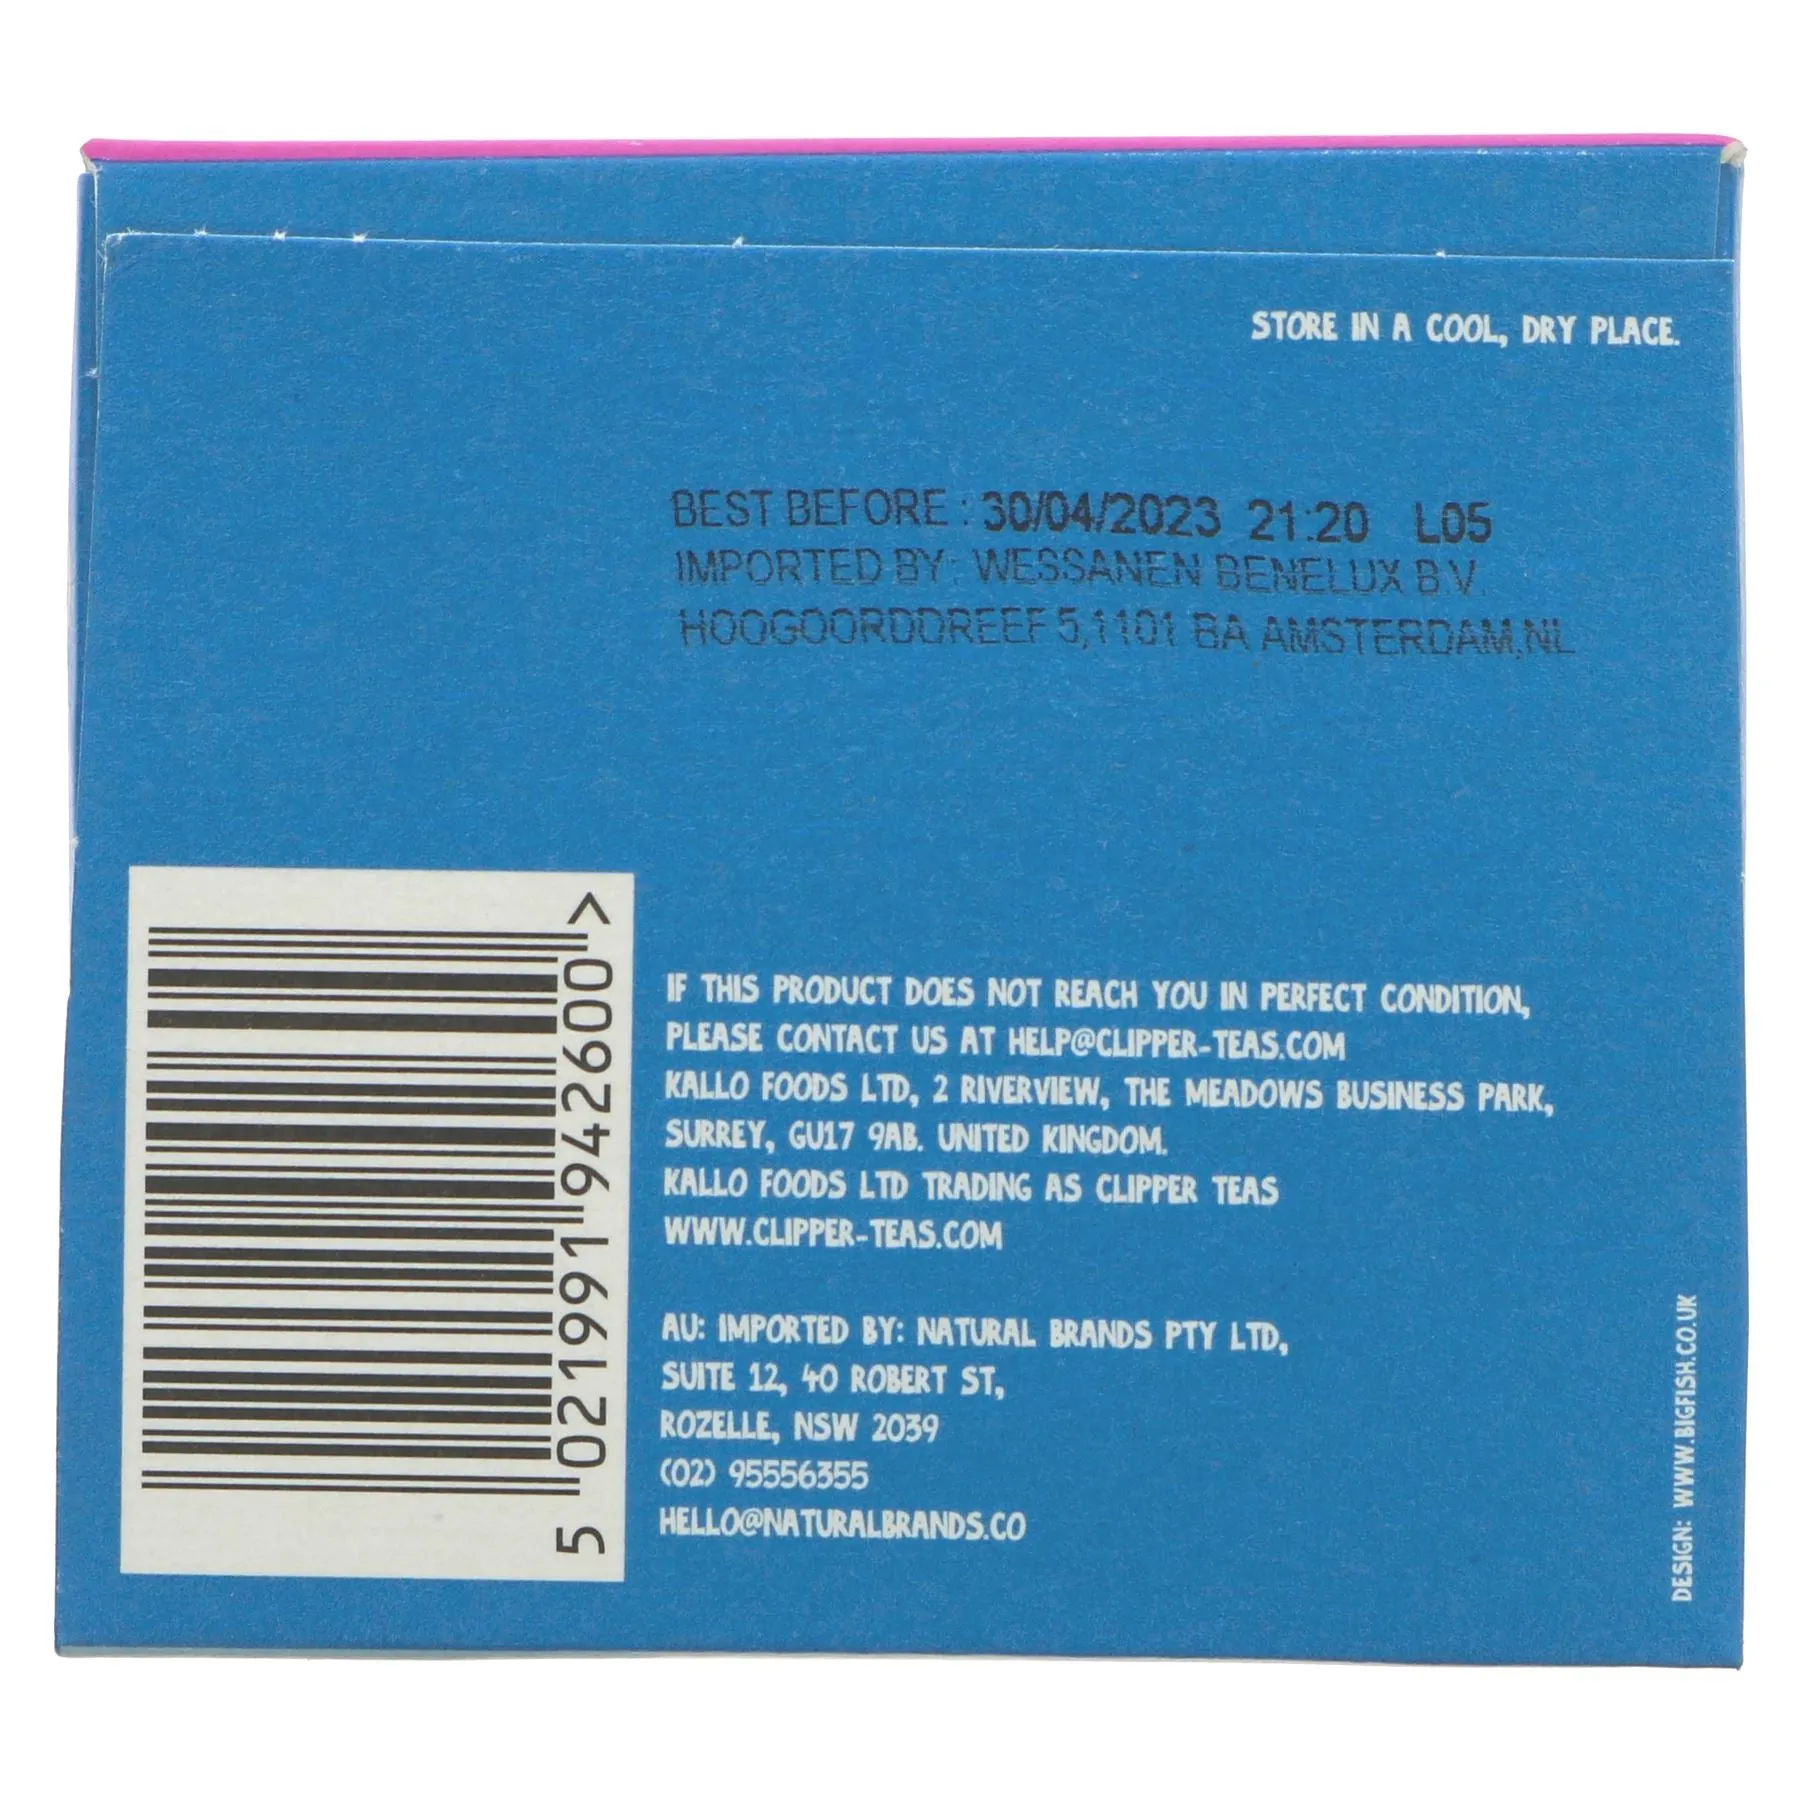 STORE IN A COOL, DRY PLACE.
BEST BEFORE : 30/04/2023 21:20 L05
IMPORTED BY: WESSANEN BENELUX B.V.
HOOGOORDDREEF 5,1101 BA AMSTERDAM,NL
5 021991 942600 >
IF THIS PRODUCT DOES NOT REACH YOU IN PERFECT CONDITION,
PLEASE CONTACT US AT HELP@CLIPPER-TEAS.COM
KALLO FOODS LTD, 2 RIVERVIEW, THE MEADOWS BUSINESS PARK,
SURREY, GU17 9AB. UNITED KINGDOM.
KALLO FOODS LTD TRADING AS CLIPPER TEAS
WWW.CLIPPER-TEAS.COM
AU: IMPORTED BY: NATURAL BRANDS PTY LTD,
SUITE 12, 40 ROBERT ST,
ROZELLE, NSW 2039
(02) 95556355
HELLO@NATURALBRANDS.CO
DESIGN: WWW.BIGFISH.CO.UK